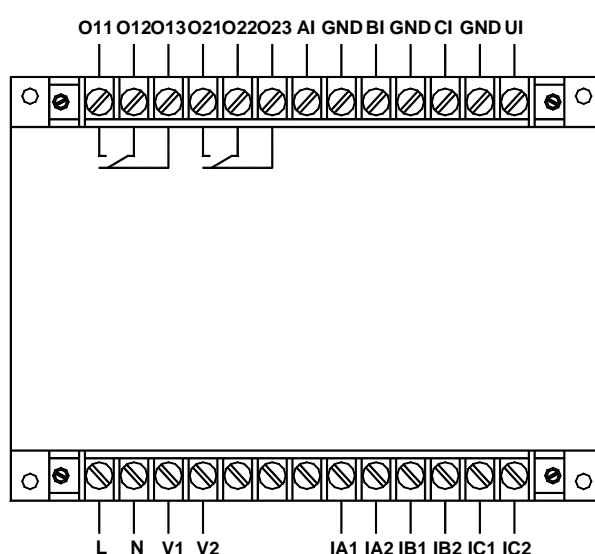 O11 O12 O13 O21 O22 O23 AI GND BI GND CI GND UI
L N V1 V2 IA1 IA2 IB1 IB2 IC1 IC2